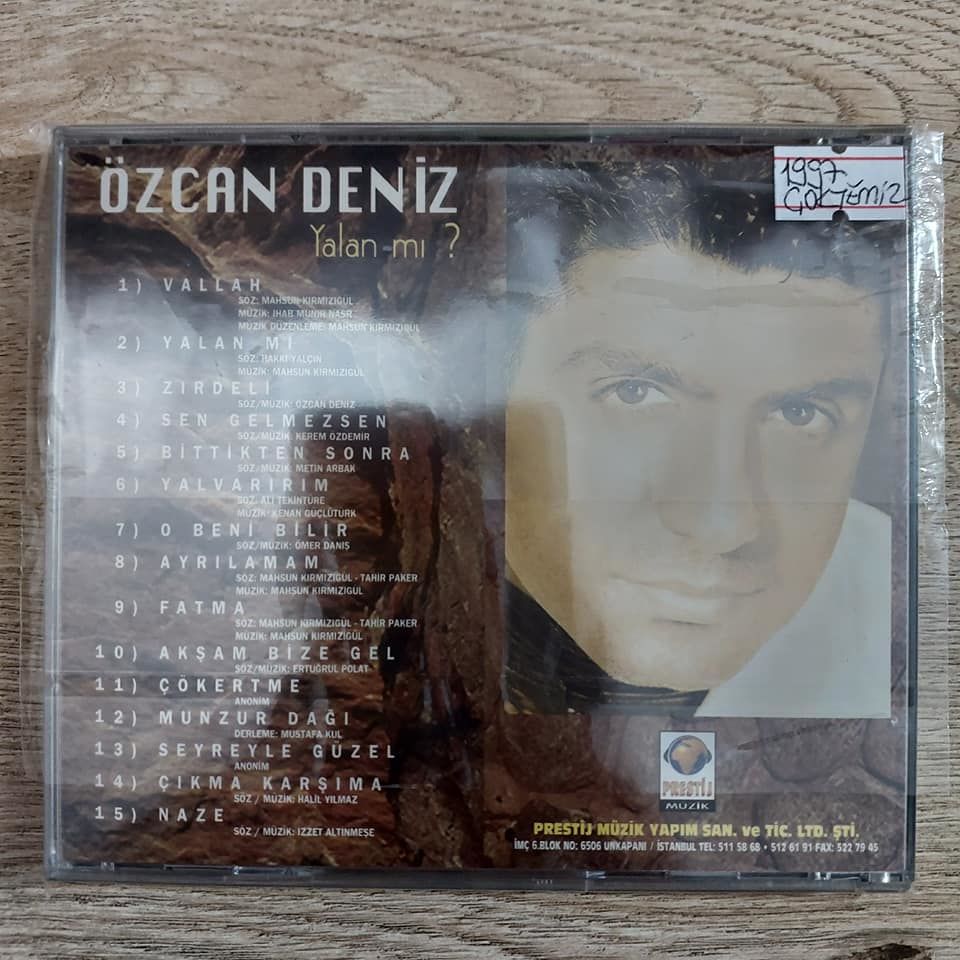 ÖZCAN DENİZ
Yalan mı ?
1997
ÇOK TEMİZ
1) VALLAH
SÖZ: MAHSUN KIRMIZIGÜL
MÜZİK: IHAB MUNIR NASR
MÜZİK DÜZENLEME: MAHSUN KIRMIZIGÜL
2) YALAN MI
SÖZ: HAKKI YALÇIN
MÜZİK: MAHSUN KIRMIZIGÜL
3) ZIRDELİ
SÖZ/MÜZİK: ÖZCAN DENİZ
4) SEN GELMEZSEN
SÖZ/MÜZİK: KEREM ÖZDEMİR
5) BİTTİKTEN SONRA
SÖZ/MÜZİK: METİN ARBAK
6) YALVARIRIM
SÖZ: ALİ TEKİNTÜRE
MÜZİK: KENAN GÜÇLÜTÜRK
7) O BENİ BİLİR
SÖZ/MÜZİK: ÖMER DANIŞ
8) AYRILAMAM
SÖZ: MAHSUN KIRMIZIGÜL - TAHİR PAKER
MÜZİK: MAHSUN KIRMIZIGÜL
9) FATMA
SÖZ: MAHSUN KIRMIZIGÜL - TAHİR PAKER
MÜZİK: MAHSUN KIRMIZIGÜL
10) AKŞAM BİZE GEL
SÖZ/MÜZİK: ERTUĞRUL POLAT
11) ÇÖKERTME
ANONİM
12) MUNZUR DAĞI
DERLEME: MUSTAFA KUL
13) SEYREYLE GÜZEL
ANONİM
14) ÇIKMA KARŞIMA
SÖZ / MÜZİK: HALİL YILMAZ
15) NAZE
SÖZ / MÜZİK: İZZET ALTINMEŞE
PRESTİJ
MÜZİK
PRESTİJ MÜZİK YAPIM SAN. ve TİC. LTD. ŞTİ.
İMÇ 6.BLOK NO: 6506 UNKAPANI / İSTANBUL TEL: 511 58 68 • 512 61 91 FAX: 522 79 45